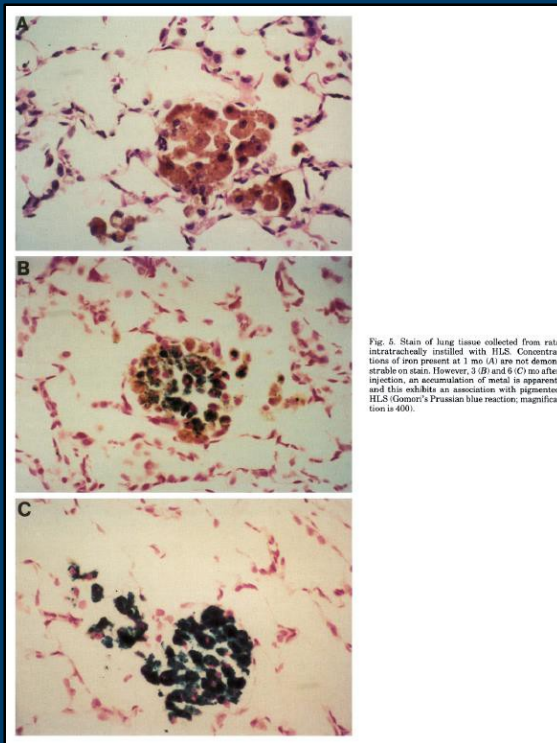 A
B
C
Fig. 5. Stain of lung tissue collected from rats
intratracheally instilled with HLS. Concentra-
tions of iron present at 1 mo (A) are not demon-
strable on stain. However, 3 (B) and 6 (C) mo after
injection, an accumulation of metal is apparent
and this exhibits an association with pigmented
HLS (Gomori's Prussian blue reaction; magnifica-
tion is 400).